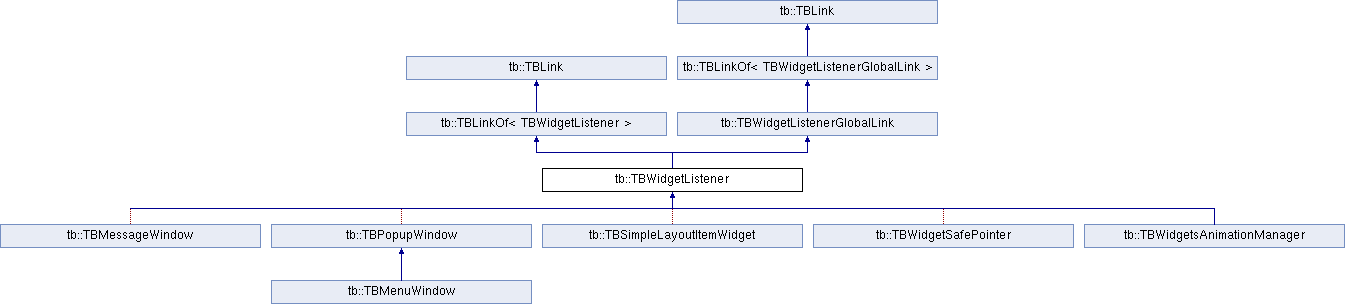 tb::TBLink
tb::TBLink
tb::TBLinkOf< TBWidgetListenerGlobalLink >
tb::TBLinkOf< TBWidgetListener >
tb::TBWidgetListenerGlobalLink
tb::TBWidgetListener
tb::TBMessageWindow
tb::TBPopupWindow
tb::TBSimpleLayoutItemWidget
tb::TBWidgetSafePointer
tb::TBWidgetsAnimationManager
tb::TBMenuWindow